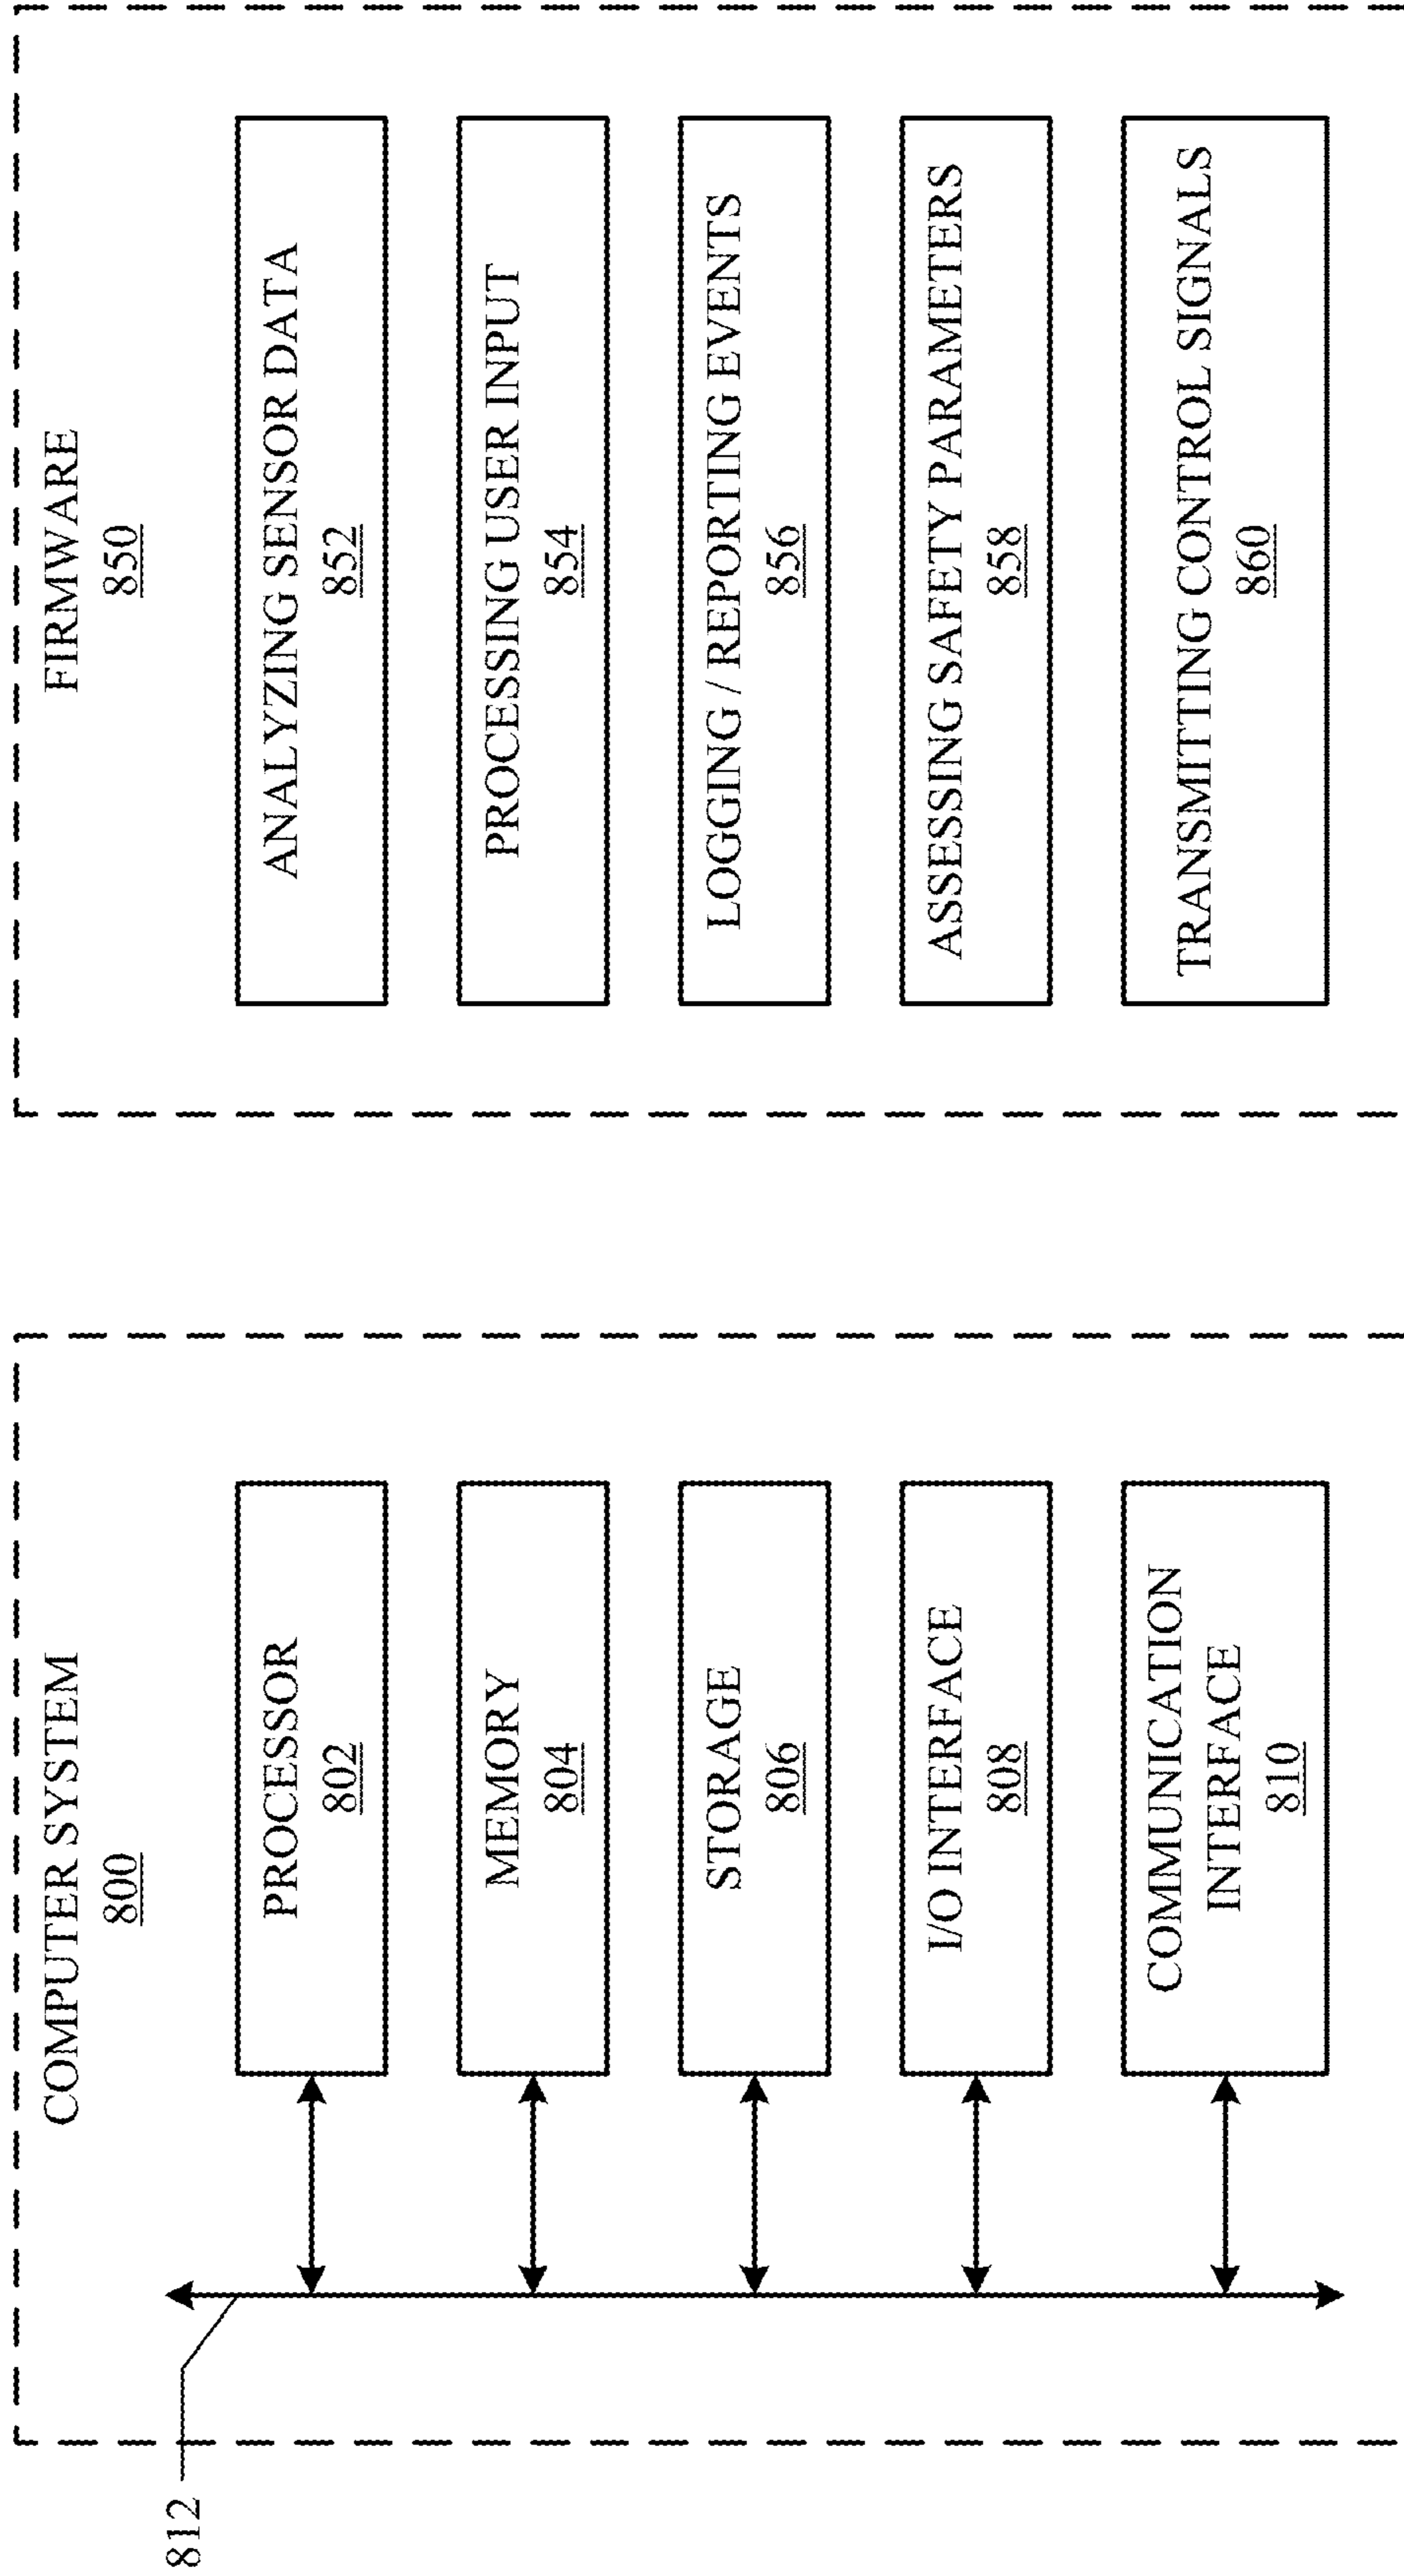 COMPUTER SYSTEM
800
812
PROCESSOR
802
MEMORY
804
STORAGE
806
I/O INTERFACE
808
COMMUNICATION
INTERFACE
810
FIRMWARE
850
ANALYZING SENSOR DATA
852
PROCESSING USER INPUT
854
LOGGING / REPORTING EVENTS
856
ASSESSING SAFETY PARAMETERS
858
TRANSMITTING CONTROL SIGNALS
860